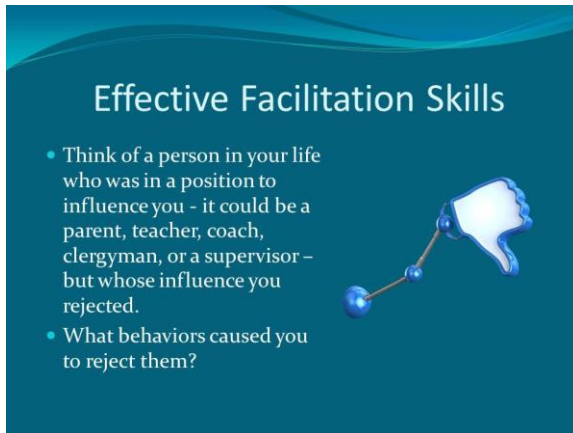 Effective Facilitation Skills
• Think of a person in your life
who was in a position to
influence you - it could be a
parent, teacher, coach,
clergyman, or a supervisor –
but whose influence you
rejected.
• What behaviors caused you
to reject them?